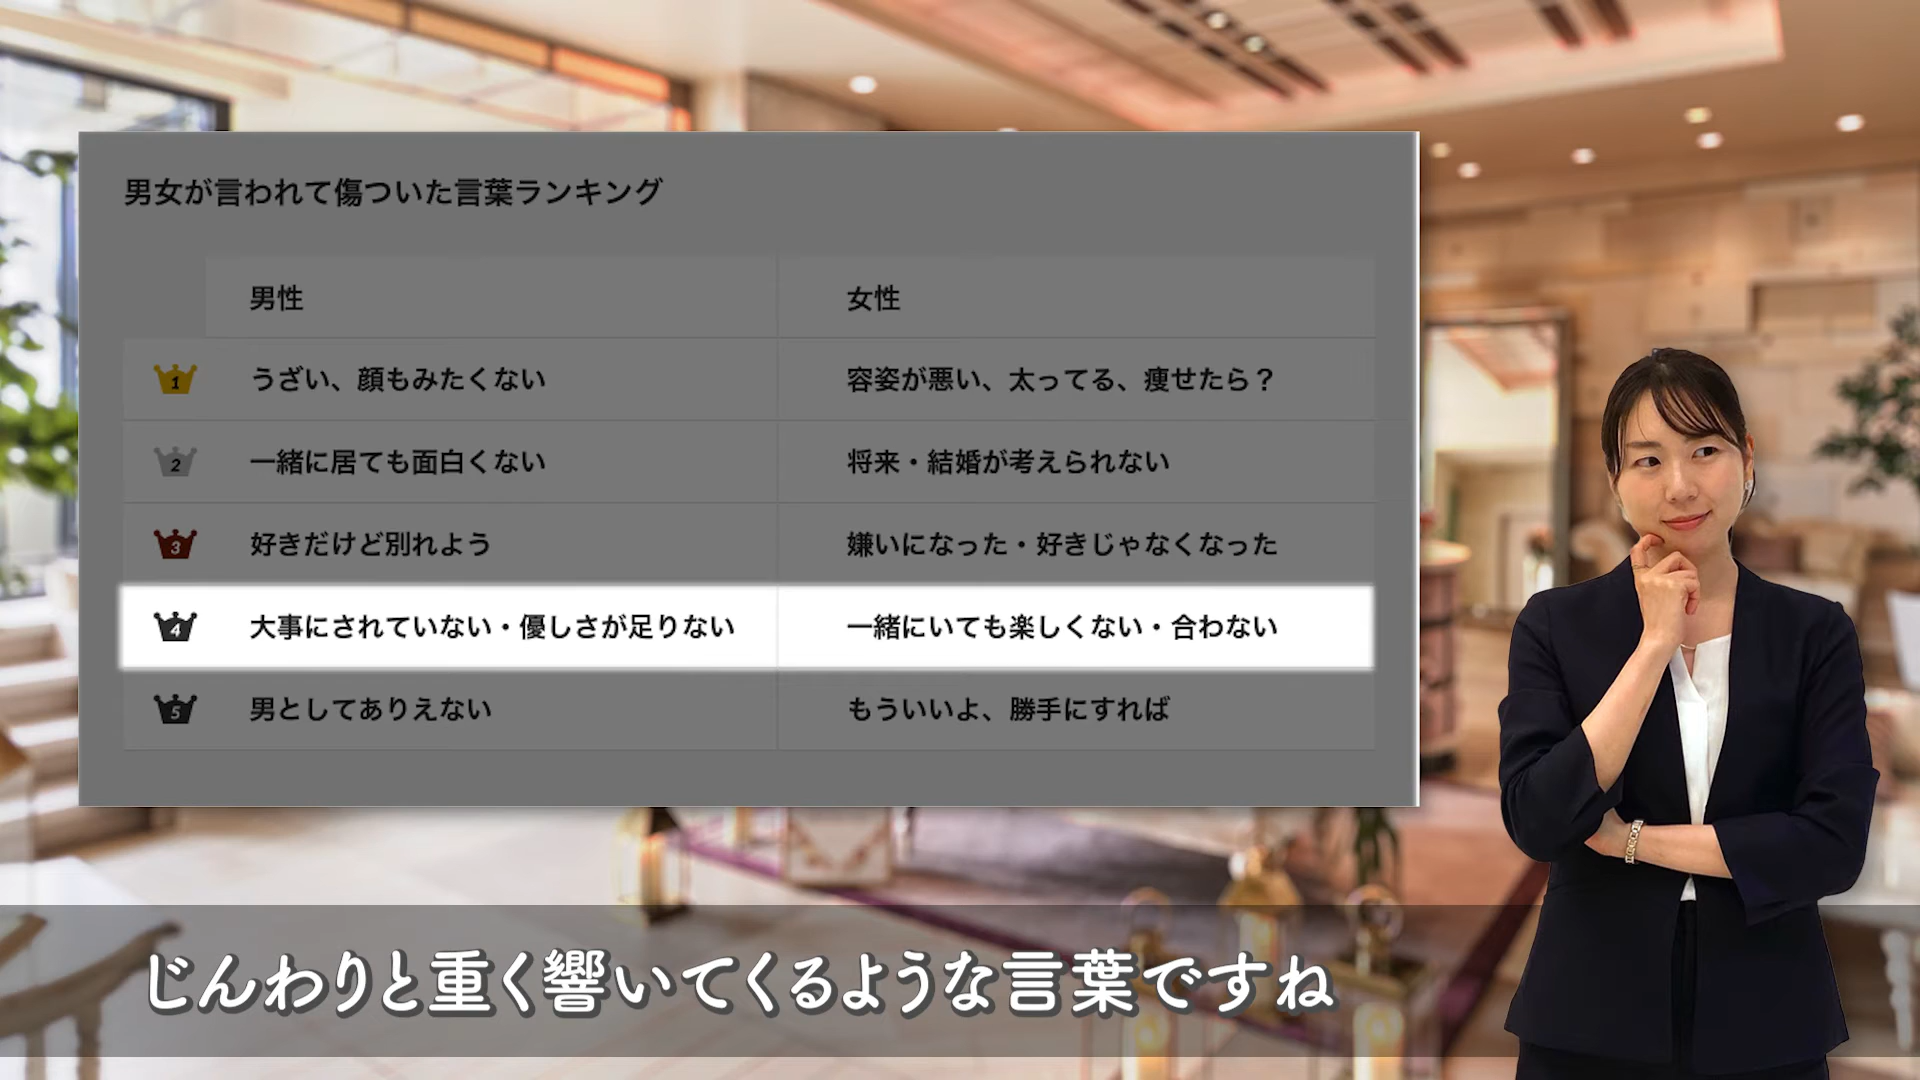 男女が言われて傷ついた言葉ランキング
男性 女性
1 うざい、顔もみたくない 容姿が悪い、太ってる、痩せたら？
2 一緒に居ても面白くない 将来・結婚が考えられない
3 好きだけど別れよう 嫌いになった・好きじゃなくなった
4 大事にされていない・優しさが足りない 一緒にいても楽しくない・合わない
5 男としてありえない もういいよ、勝手にすれば
じんわりと重く響いてくるような言葉ですね